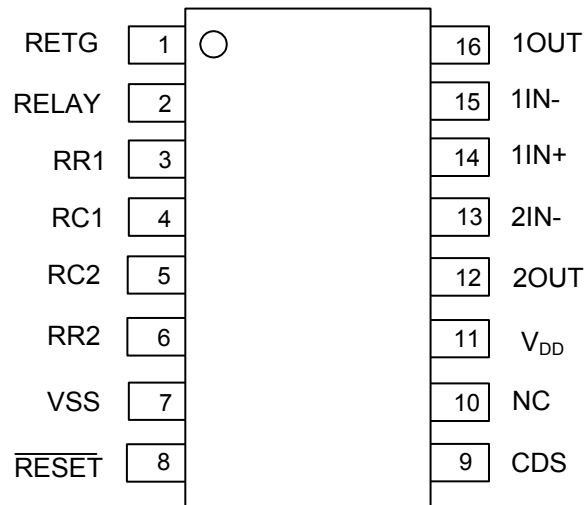 RETG 1 16 1OUT
RELAY 2 15 1IN-
RR1 3 14 1IN+
RC1 4 13 2IN-
RC2 5 12 2OUT
RR2 6 11 VDD
VSS 7 10 NC
RESET 8 9 CDS